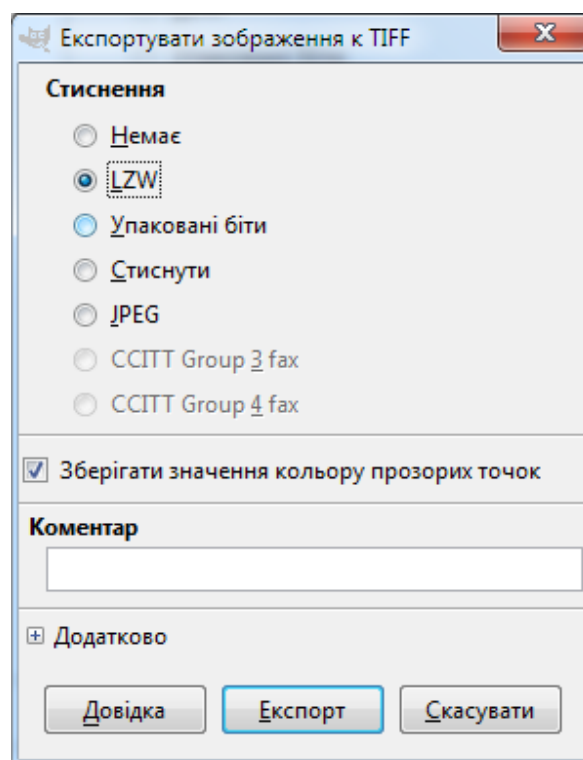 Експортувати зображення к TIFF
Стиснення
Немає
LZW
Упаковані біти
Стиснути
JPEG
CCITT Group 3 fax
CCITT Group 4 fax
Зберігати значення кольору прозорих точок
Коментар
Додатково
Довідка Експорт Скасувати